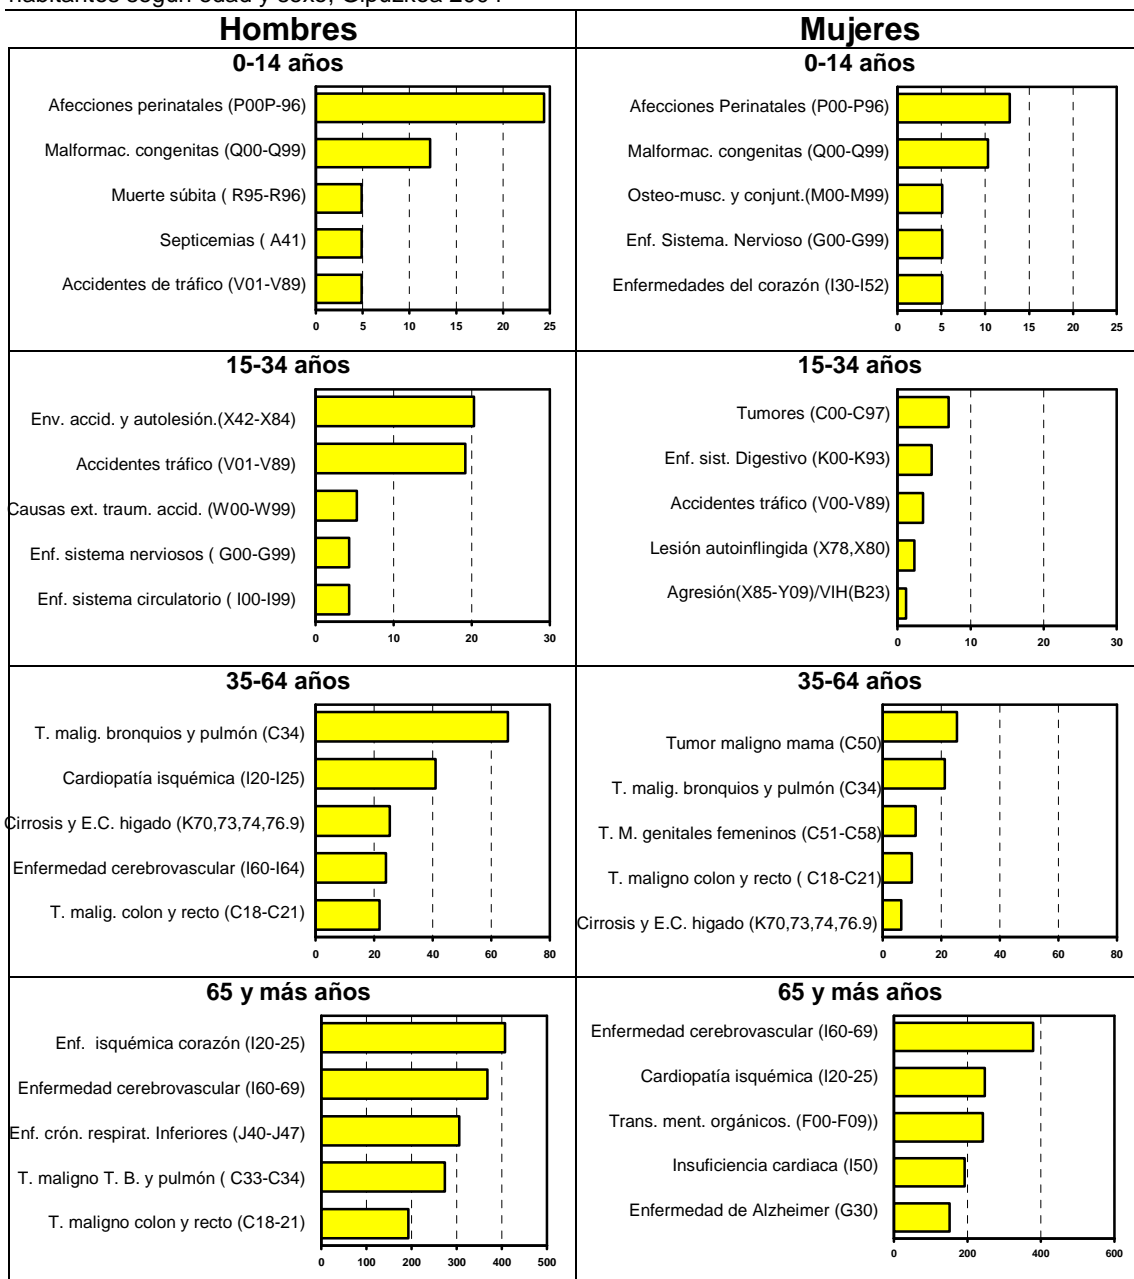 habitantes según edad y sexo, Gipuzkoa 2004
Hombres
Mujeres
0-14 años
Afecciones perinatales (P00P-96)
Malformac. congenitas (Q00-Q99)
Muerte súbita ( R95-R96)
Septicemias ( A41)
Accidentes de tráfico (V01-V89)
0 5 10 15 20 25
0-14 años
Afecciones Perinatales (P00-P96)
Malformac. congenitas (Q00-Q99)
Osteo-musc. y conjunt.(M00-M99)
Enf. Sistema. Nervioso (G00-G99)
Enfermedades del corazón (I30-I52)
0 5 10 15 20 25
15-34 años
Env. accid. y autolesión.(X42-X84)
Accidentes tráfico (V01-V89)
Causas ext. traum. accid. (W00-W99)
Enf. sistema nerviosos ( G00-G99)
Enf. sistema circulatorio ( I00-I99)
0 10 20 30
15-34 años
Tumores (C00-C97)
Enf. sist. Digestivo (K00-K93)
Accidentes tráfico (V00-V89)
Lesión autoinflingida (X78,X80)
Agresión(X85-Y09)/VIH(B23)
0 10 20 30
35-64 años
T. malig. bronquios y pulmón (C34)
Cardiopatía isquémica (I20-I25)
Cirrosis y E.C. higado (K70,73,74,76.9)
Enfermedad cerebrovascular (I60-I64)
T. malig. colon y recto (C18-C21)
0 20 40 60 80
35-64 años
Tumor maligno mama (C50)
T. malig. bronquios y pulmón (C34)
T. M. genitales femeninos (C51-C58)
T. maligno colon y recto ( C18-C21)
Cirrosis y E.C. higado (K70,73,74,76.9)
0 20 40 60 80
65 y más años
Enf. isquémica corazón (I20-25)
Enfermedad cerebrovascular (I60-69)
Enf. crón. respirat. Inferiores (J40-J47)
T. maligno T. B. y pulmón ( C33-C34)
T. maligno colon y recto (C18-21)
0 100 200 300 400 500
65 y más años
Enfermedad cerebrovascular (I60-69)
Cardiopatía isquémica (I20-25)
Trans. ment. orgánicos. (F00-F09))
Insuficiencia cardiaca (I50)
Enfermedad de Alzheimer (G30)
0 200 400 600